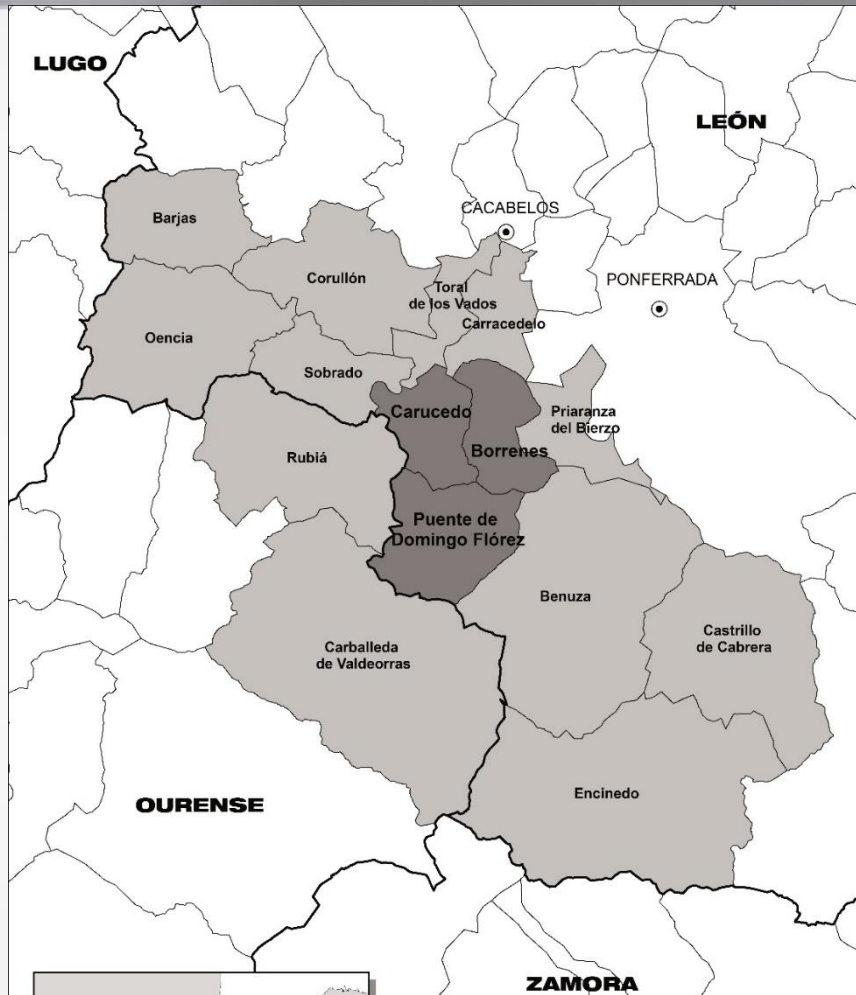 LUGO
LEÓN
CACABELOS
Barjas
PONFERRADA
Corullón
Toral
de los Vados
Carracedelo
Oencia
Sobrado
Carucedo
Priaranza
del Bierzo
Borrenes
Rubiá
Puente de
Domingo Flórez
Benuza
Castrillo
de Cabrera
Carballeda
de Valdeorras
Encinedo
OURENSE
ZAMORA